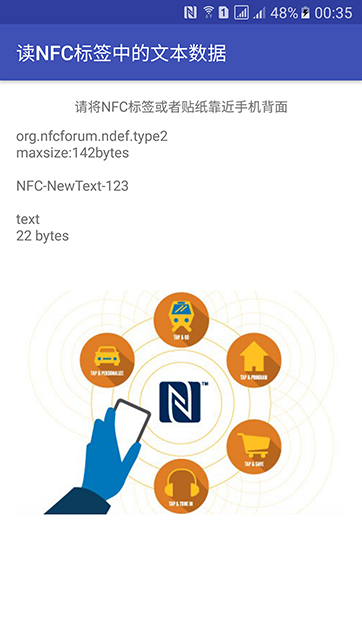 48% 00:35
读NFC标签中的文本数据
请将NFC标签或者贴纸靠近手机背面
org.nfcforum.ndef.type2
maxsize:142bytes
NFC-NewText-123
text
22 bytes
TAP & GO
TAP & PERSONALIZE
TAP & PROGRAM
N™
TAP & SAVE
TAP & TUNE IN